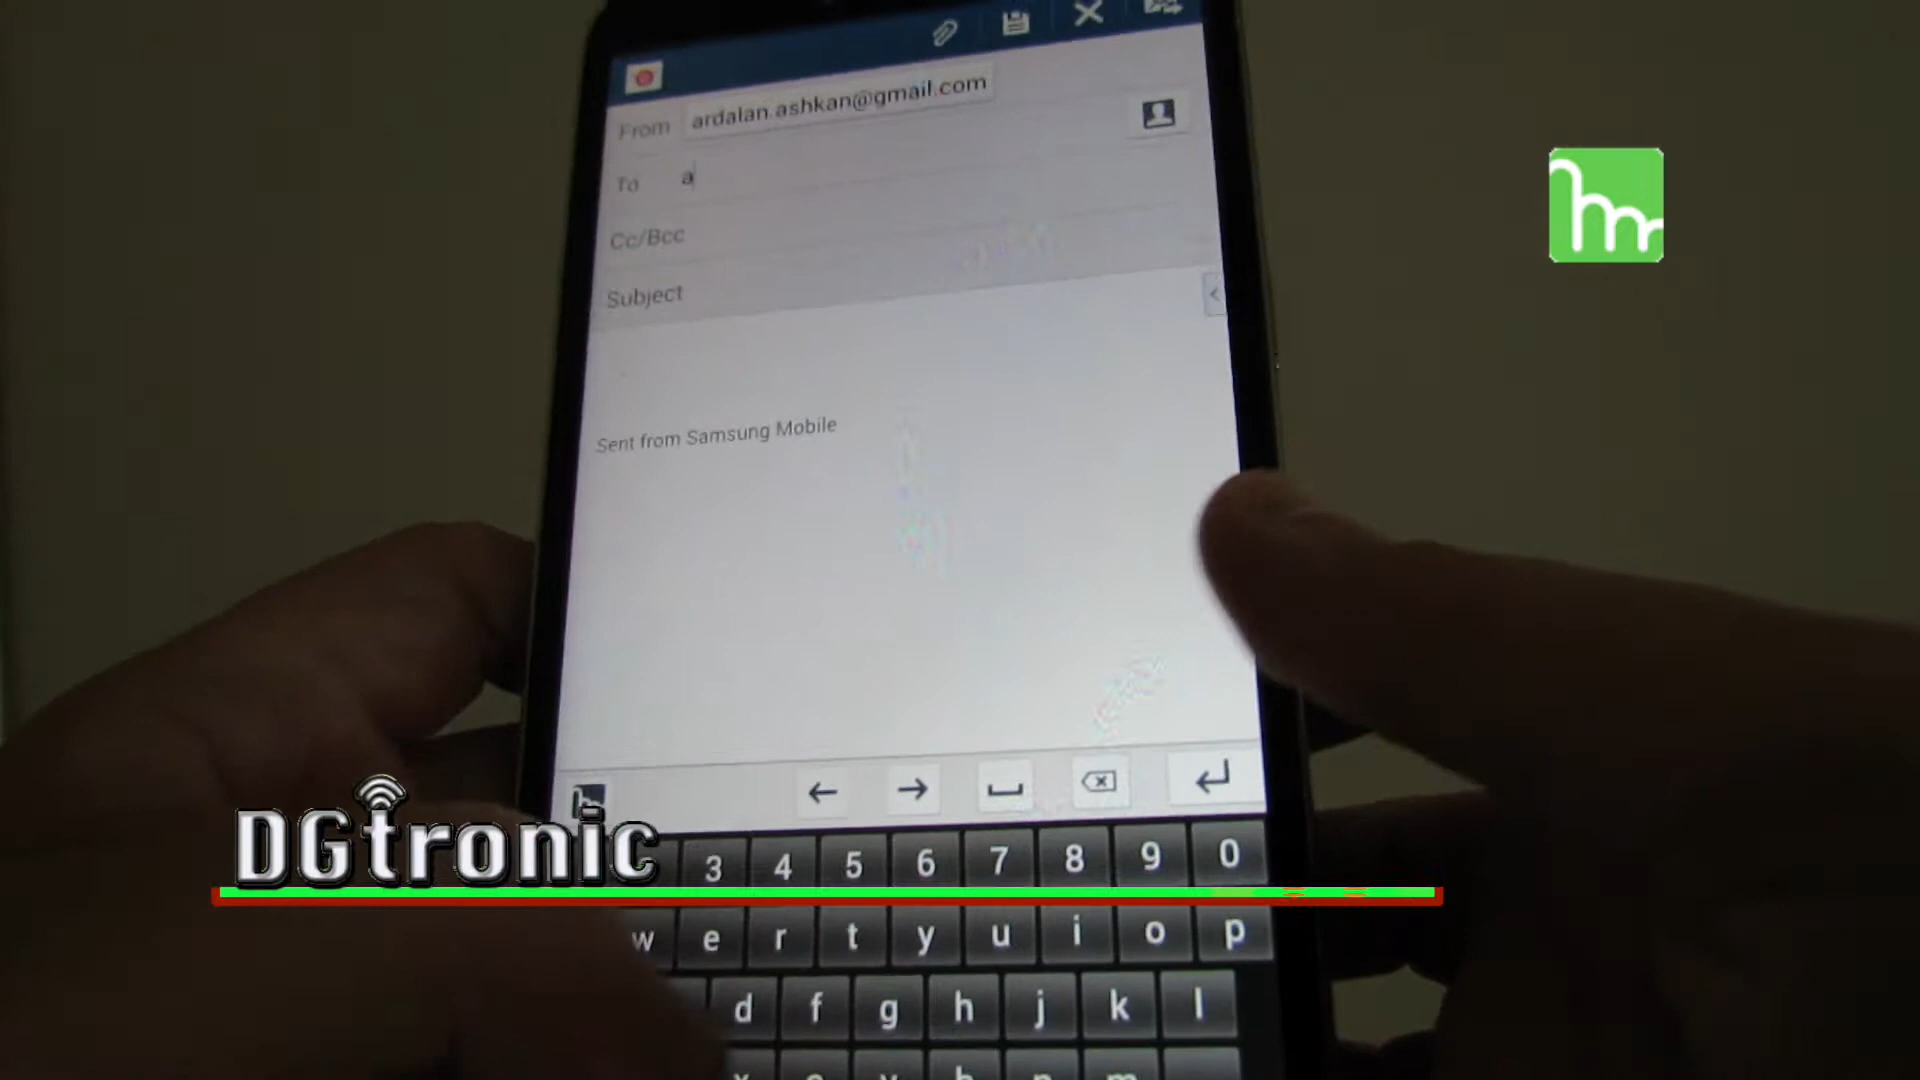 From ardalan.ashkan@gmail.com
To a
Cc/Bcc
Subject
Sent from Samsung Mobile
hm
DGtronic
3 4 5 6 7 8 9 0
w e r t y u i o p
d f g h j k l